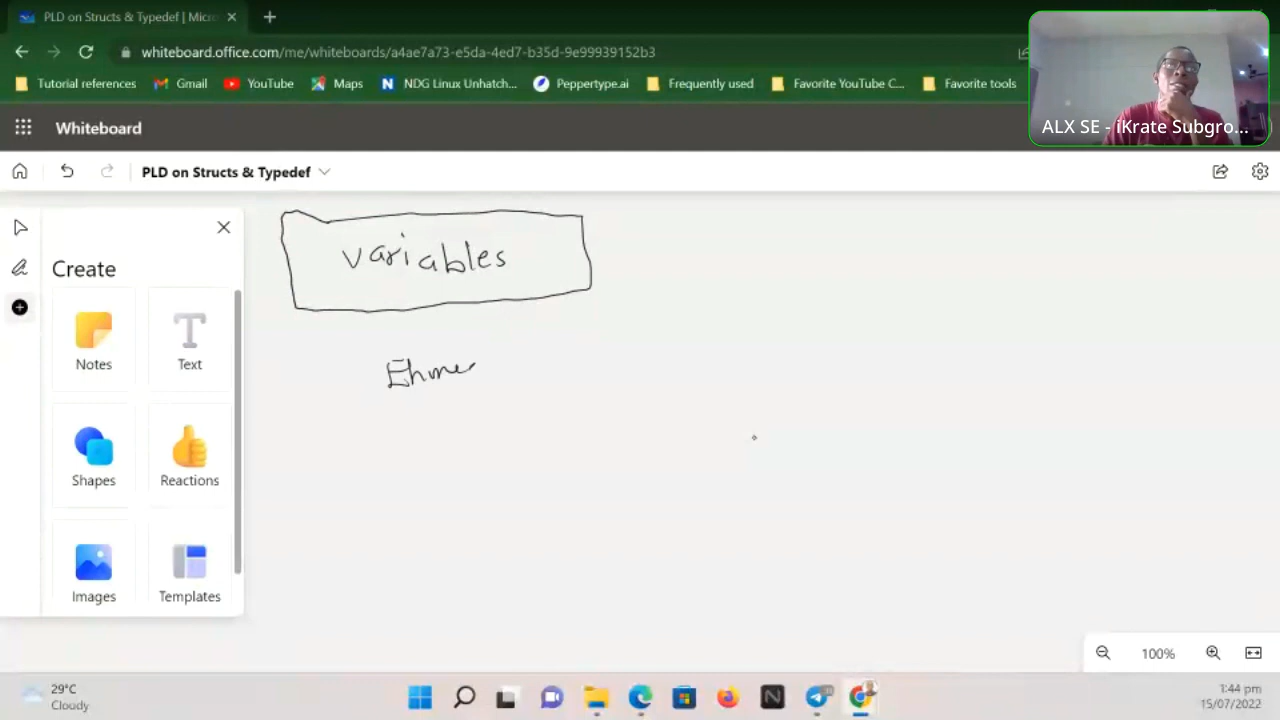 PLD on Structs & Typedef | Micr
whiteboard.office.com/me/whiteboards/a4ae7a73-e5da-4ed7-b35d-9e99939152b3
Tutorial references
Gmail
YouTube
Maps
NDG Linux Unhatch...
Peppertype.ai
Frequently used
Favorite YouTube C...
Favorite tools
ALX SE - iKrate Subgro...
Whiteboard
PLD on Structs & Typedef
variables
Create
Notes
Text
Shapes
Reactions
Images
Templates
100%
29°C
Cloudy
1:44 pm
15/07/2022